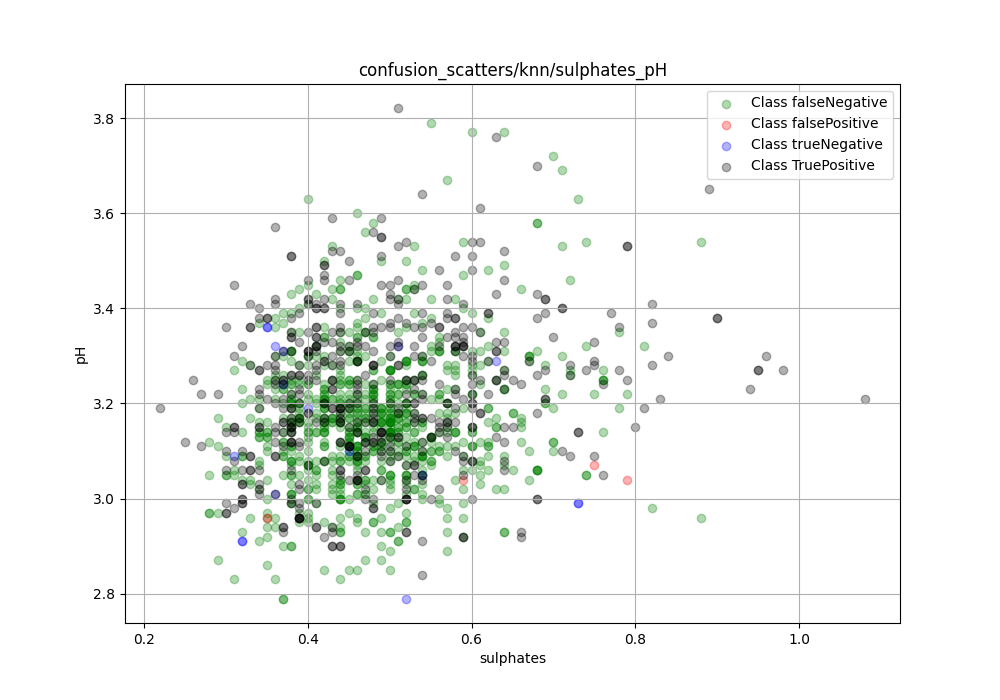 confusion_scatters/knn/sulphates_pH
Class falseNegative
Class falsePositive
Class trueNegative
Class TruePositive
3.8
3.6
3.4
3.2
3.0
2.8
pH
0.2 0.4 0.6 0.8 1.0
sulphates